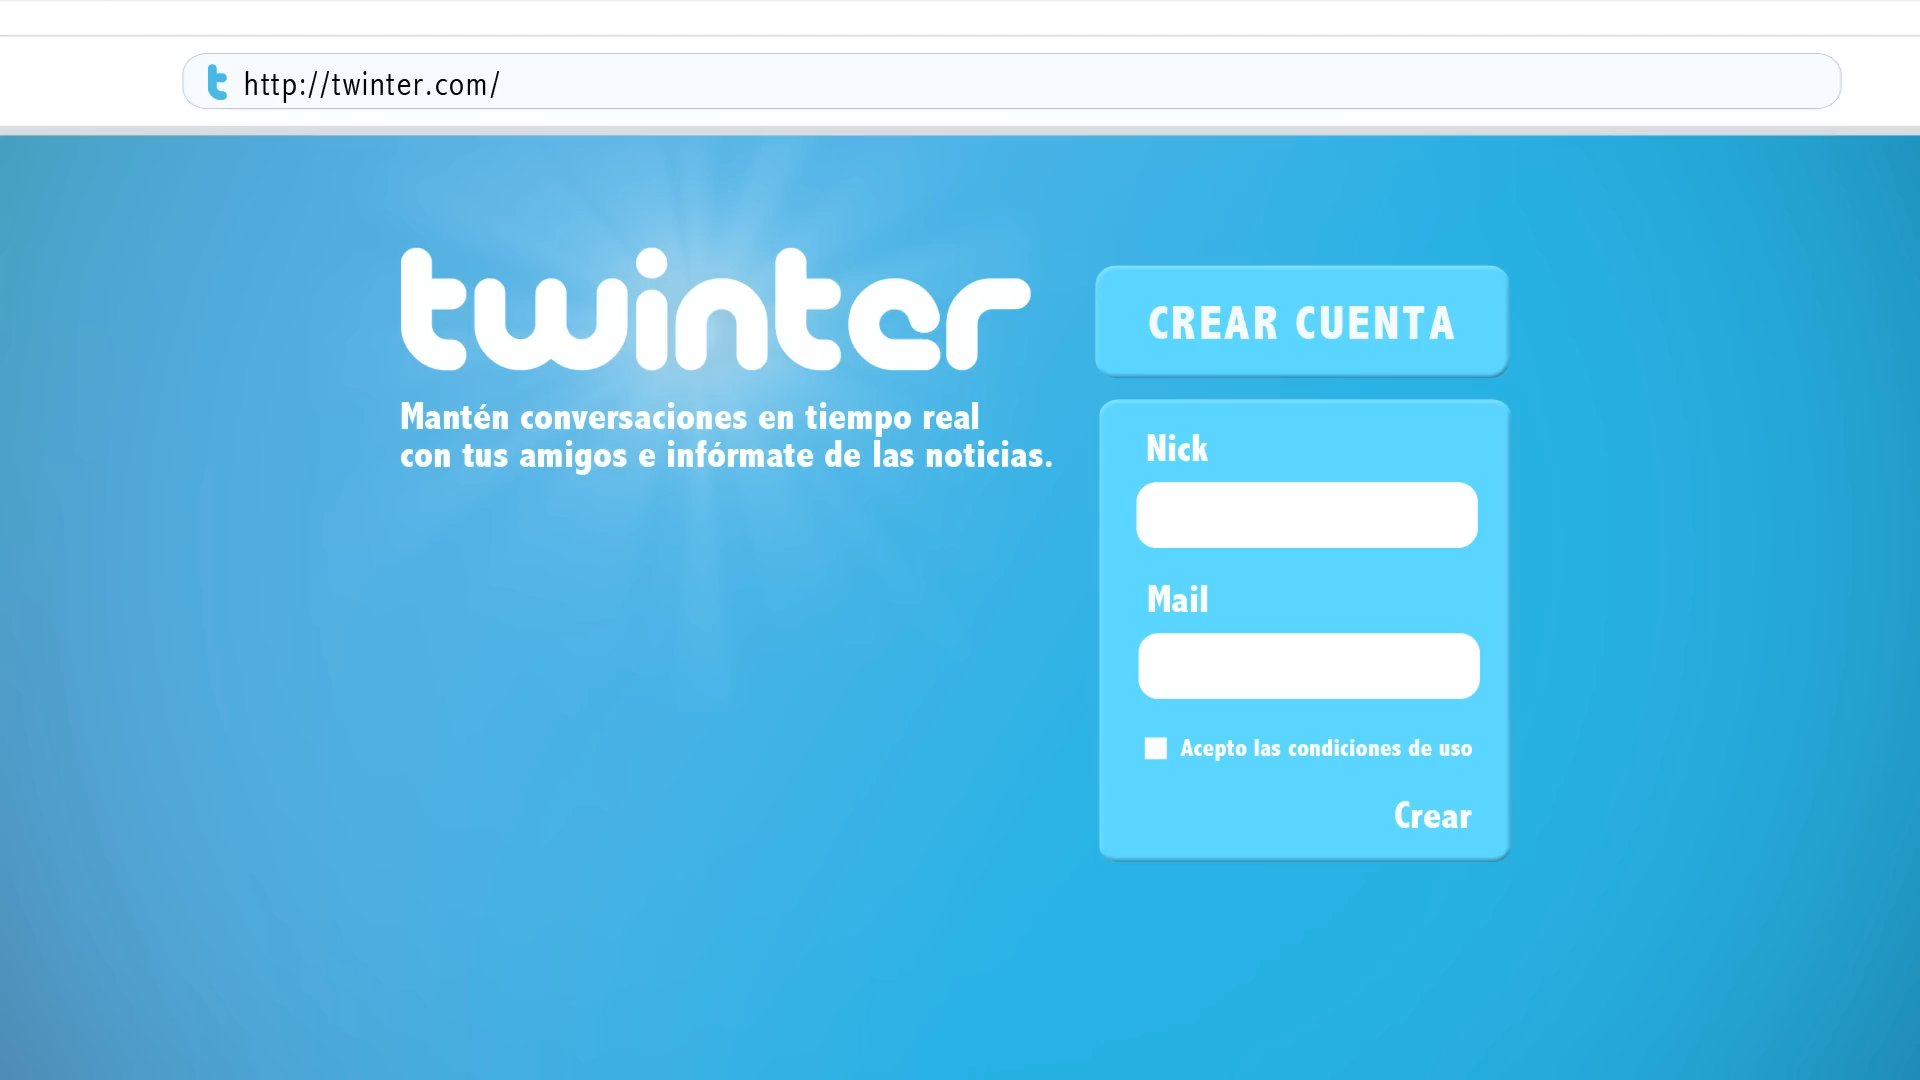 t http://twinter.com/
twinter
Mantén conversaciones en tiempo real
con tus amigos e infórmate de las noticias.
CREAR CUENTA
Nick
Mail
Acepto las condiciones de uso
Crear